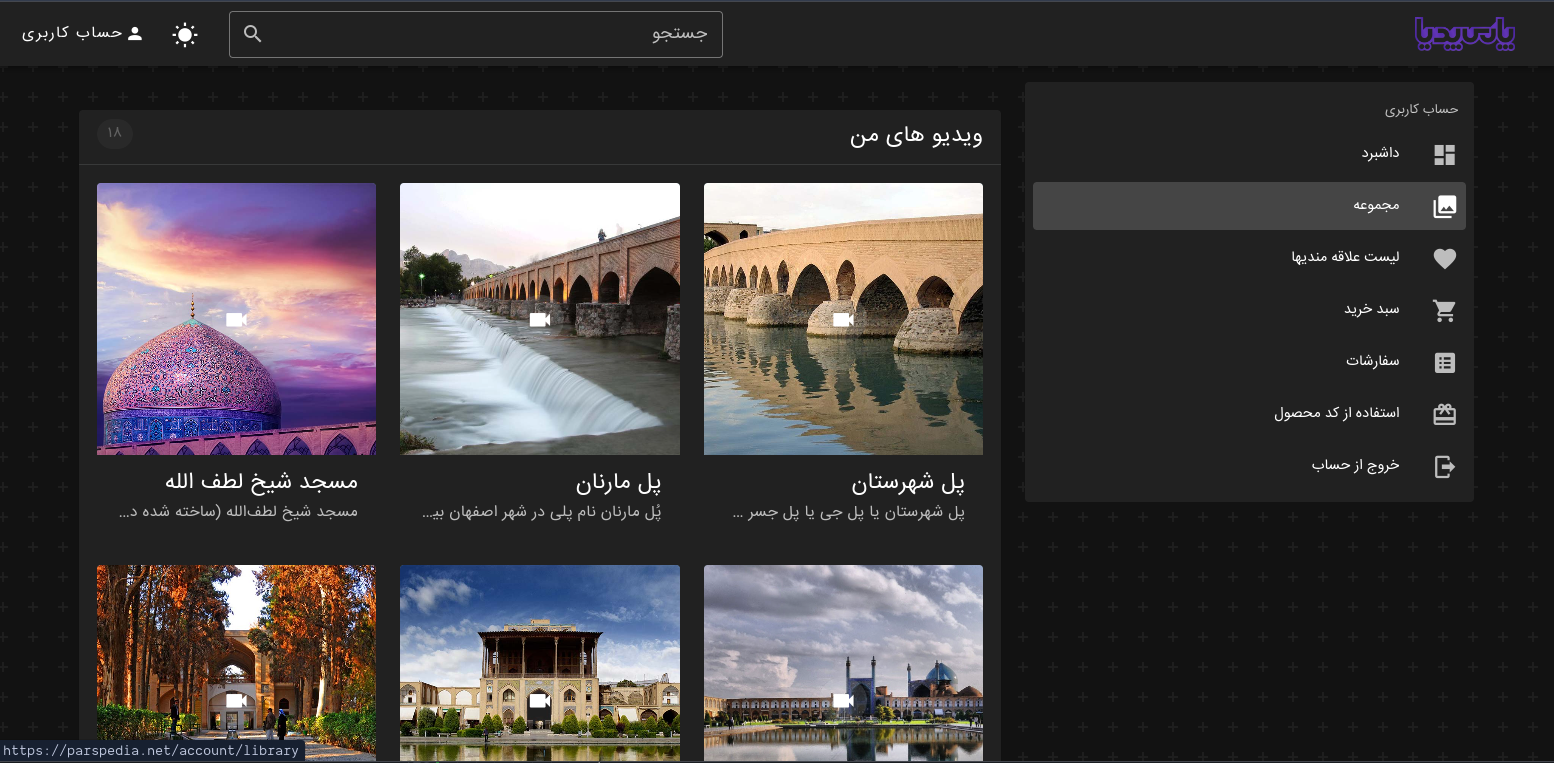 پارسپدیا
جستجو
حساب کاربری
حساب کاربری
داشبرد
مجموعه
لیست علاقه مندیها
سبد خرید
سفارشات
استفاده از کد محصول
خروج از حساب
ویدیو های من
۱۸
پل شهرستان
پل شهرستان یا پل جی یا پل جسر ...
پل مارنان
پُل مارنان نام پلی در شهر اصفهان بی...
مسجد شیخ لطف الله
مسجد شیخ لطف‌الله (ساخته شده د...
https://parspedia.net/account/library